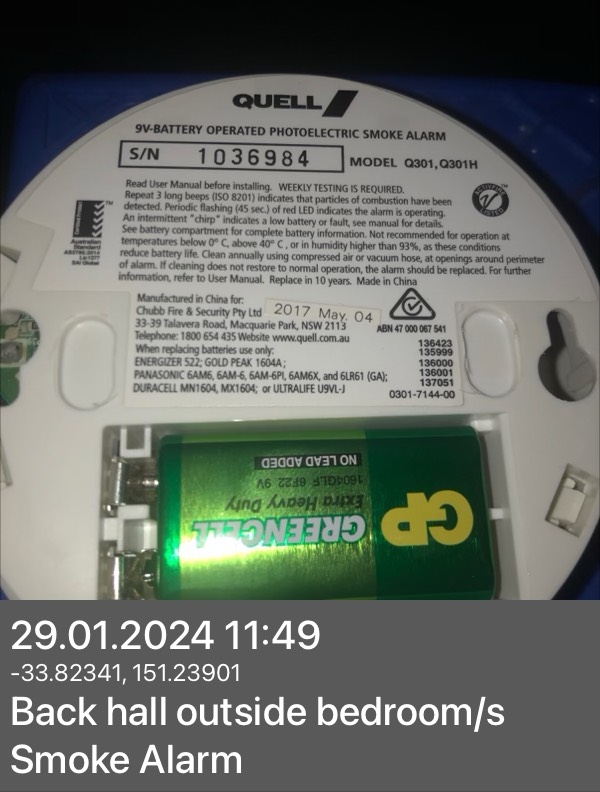 QUELL
9V-BATTERY OPERATED PHOTOELECTRIC SMOKE ALARM
S/N 1036984 MODEL Q301, Q301H
Read User Manual before installing. WEEKLY TESTING IS REQUIRED.
Repeat 3 long beeps (ISO 8201) indicates that particles of combustion have been
detected. Periodic flashing (45 sec.) of red LED indicates the alarm is operating.
An intermittent "chirp" indicates a low battery or fault, see manual for details.
See battery compartment for complete battery information. Not recommended for operation at
temperatures below 0° C, above 40° C , or in humidity higher than 93%, as these conditions
reduce battery life. Clean annually using compressed air or vacuum hose, at openings around perimeter
of alarm. If cleaning does not restore to normal operation, the alarm should be replaced. For further
information, refer to User Manual. Replace in 10 years. Made in China
Australian
Standard
AS3786:2014
SAI Global
ACTIVFIRE
LISTED
Manufactured in China for:
Chubb Fire & Security Pty Ltd
2017 May. 04
33-39 Talavera Road, Macquarie Park, NSW 2113
ABN 47 000 067 541
Telephone: 1800 654 435 Website www.quell.com.au
When replacing batteries use only:
ENERGIZER 522; GOLD PEAK 1604A;
PANASONIC 6AM6, 6AM-6, 6AM-6PI, 6AM6X, and 6LR61 (GA);
DURACELL MN1604, MX1604; or ULTRALIFE U9VL-J
136423
135999
136000
136001
137051
0301-7144-00
NO LEAD ADDED
1604GLF 6F22 9V
Extra Heavy Duty
GREENCELL
GP
29.01.2024 11:49
-33.82341, 151.23901
Back hall outside bedroom/s
Smoke Alarm